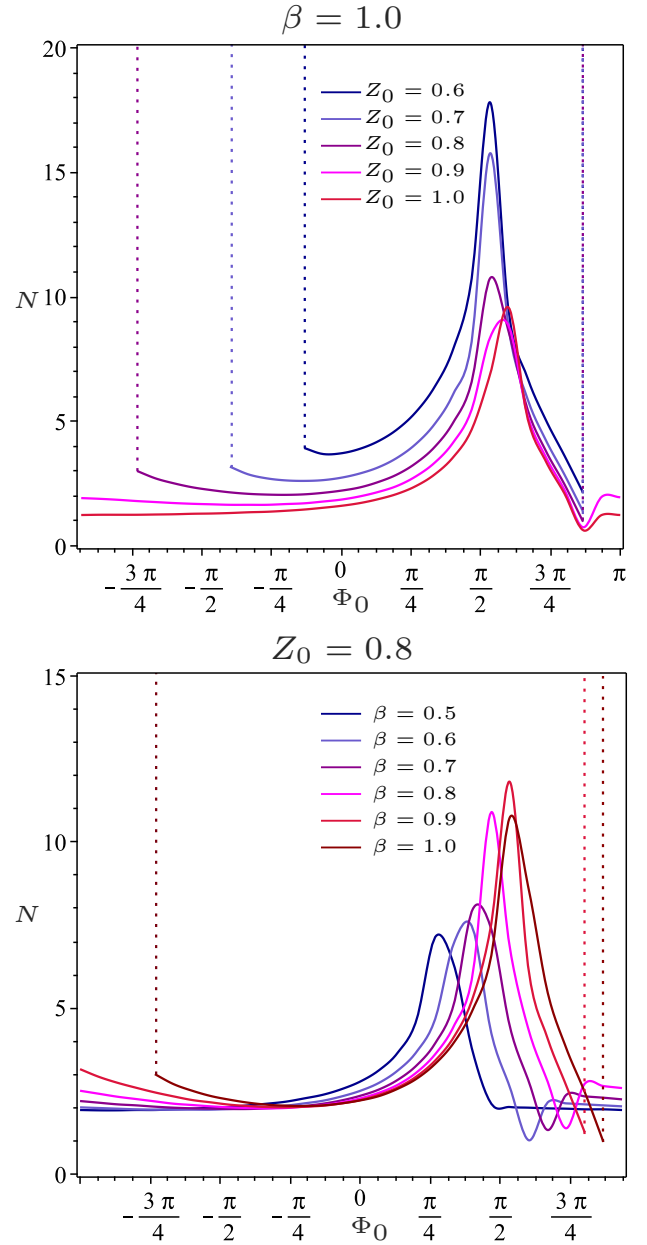 β = 1.0
20
15
10
5
0
N
Z₀ = 0.6
Z₀ = 0.7
Z₀ = 0.8
Z₀ = 0.9
Z₀ = 1.0
−3π/4 −π/2 −π/4 0 π/4 π/2 3π/4 π
Φ₀
Z₀ = 0.8
15
10
5
0
N
β = 0.5
β = 0.6
β = 0.7
β = 0.8
β = 0.9
β = 1.0
−3π/4 −π/2 −π/4 0 π/4 π/2 3π/4
Φ₀